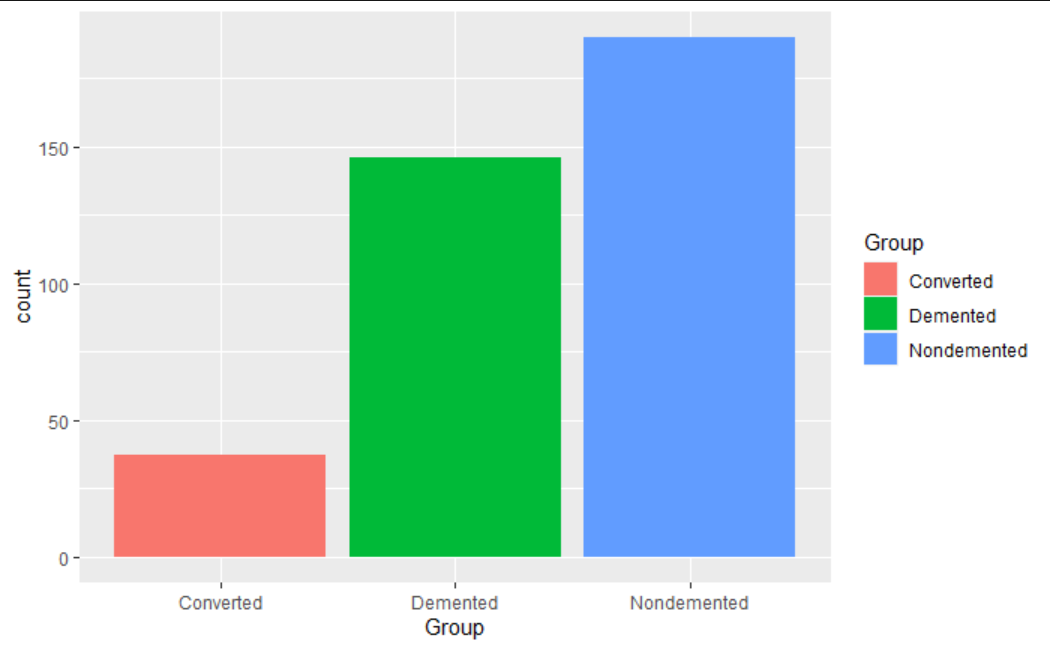 count
150
100
50
0
Converted
Demented
Nondemented
Group
Group
Converted
Demented
Nondemented